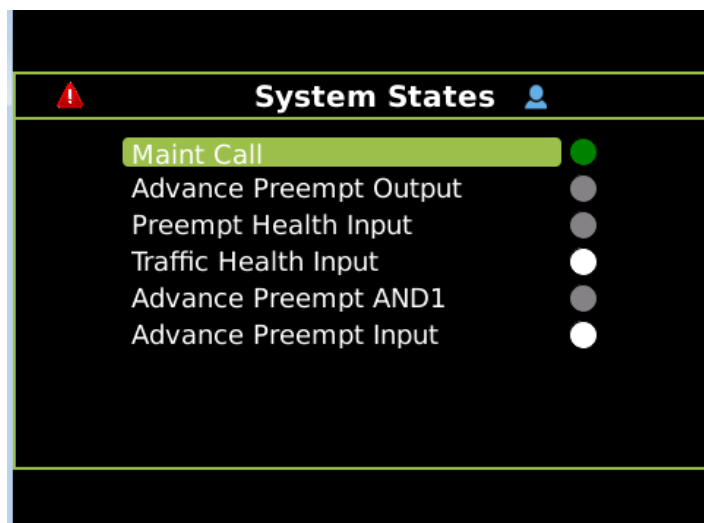 System States
Maint Call
Advance Preempt Output
Preempt Health Input
Traffic Health Input
Advance Preempt AND1
Advance Preempt Input